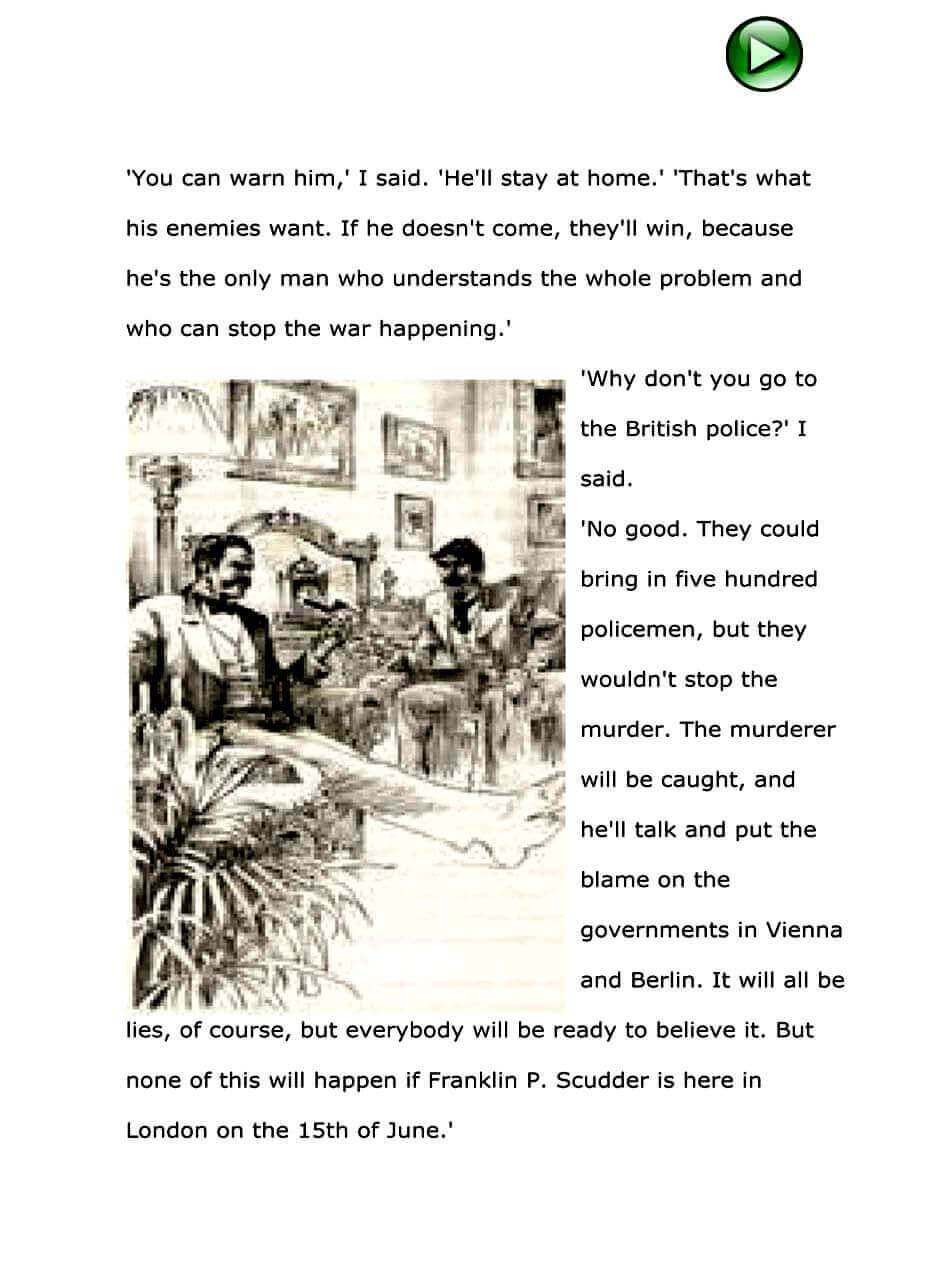 'You can warn him,' I said. 'He'll stay at home.' 'That's what
his enemies want. If he doesn't come, they'll win, because
he's the only man who understands the whole problem and
who can stop the war happening.'
'Why don't you go to
the British police?' I
said.
'No good. They could
bring in five hundred
policemen, but they
wouldn't stop the
murder. The murderer
will be caught, and
he'll talk and put the
blame on the
governments in Vienna
and Berlin. It will all be
lies, of course, but everybody will be ready to believe it. But
none of this will happen if Franklin P. Scudder is here in
London on the 15th of June.'